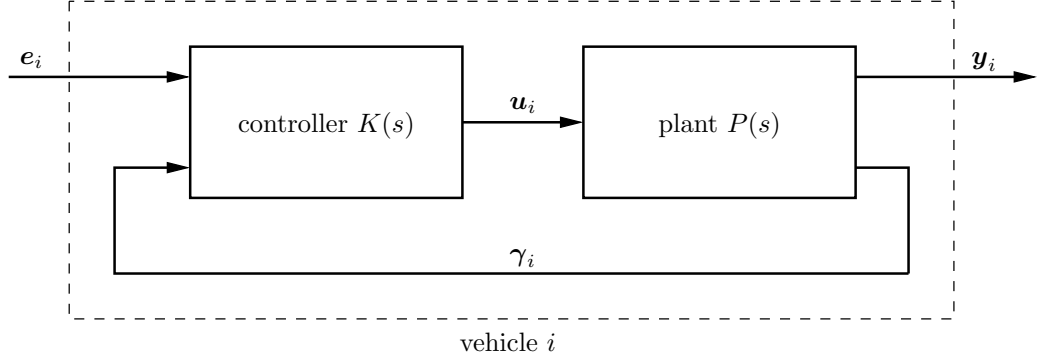 e_i
y_i
controller K(s)
u_i
plant P(s)
γ_i
vehicle i